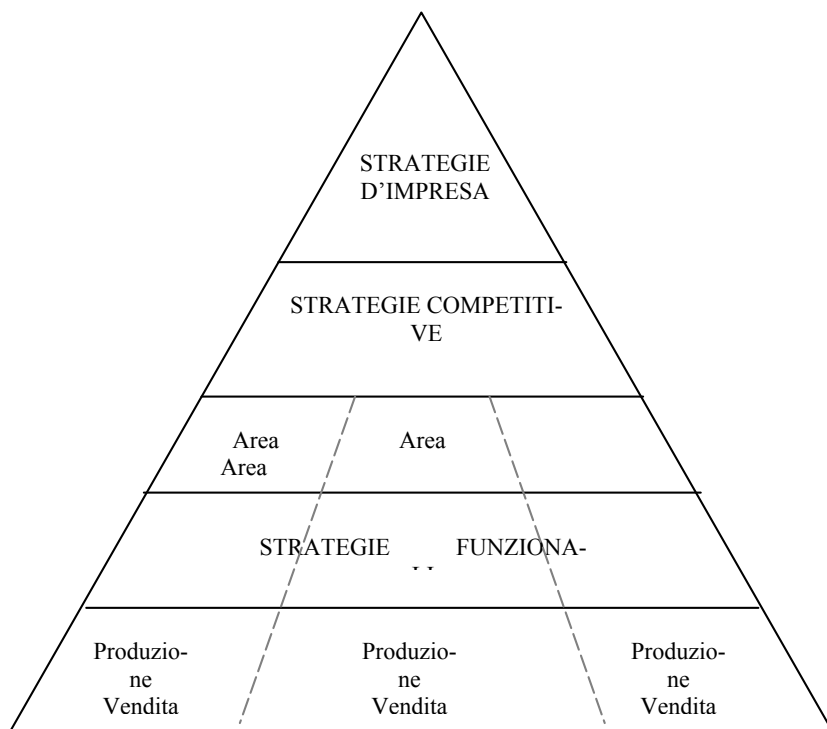 STRATEGIE
D’IMPRESA
STRATEGIE COMPETITI-
VE
Area Area
Area
STRATEGIE FUNZIONA-
Produzio- Produzio- Produzio-
ne ne ne
Vendita Vendita Vendita